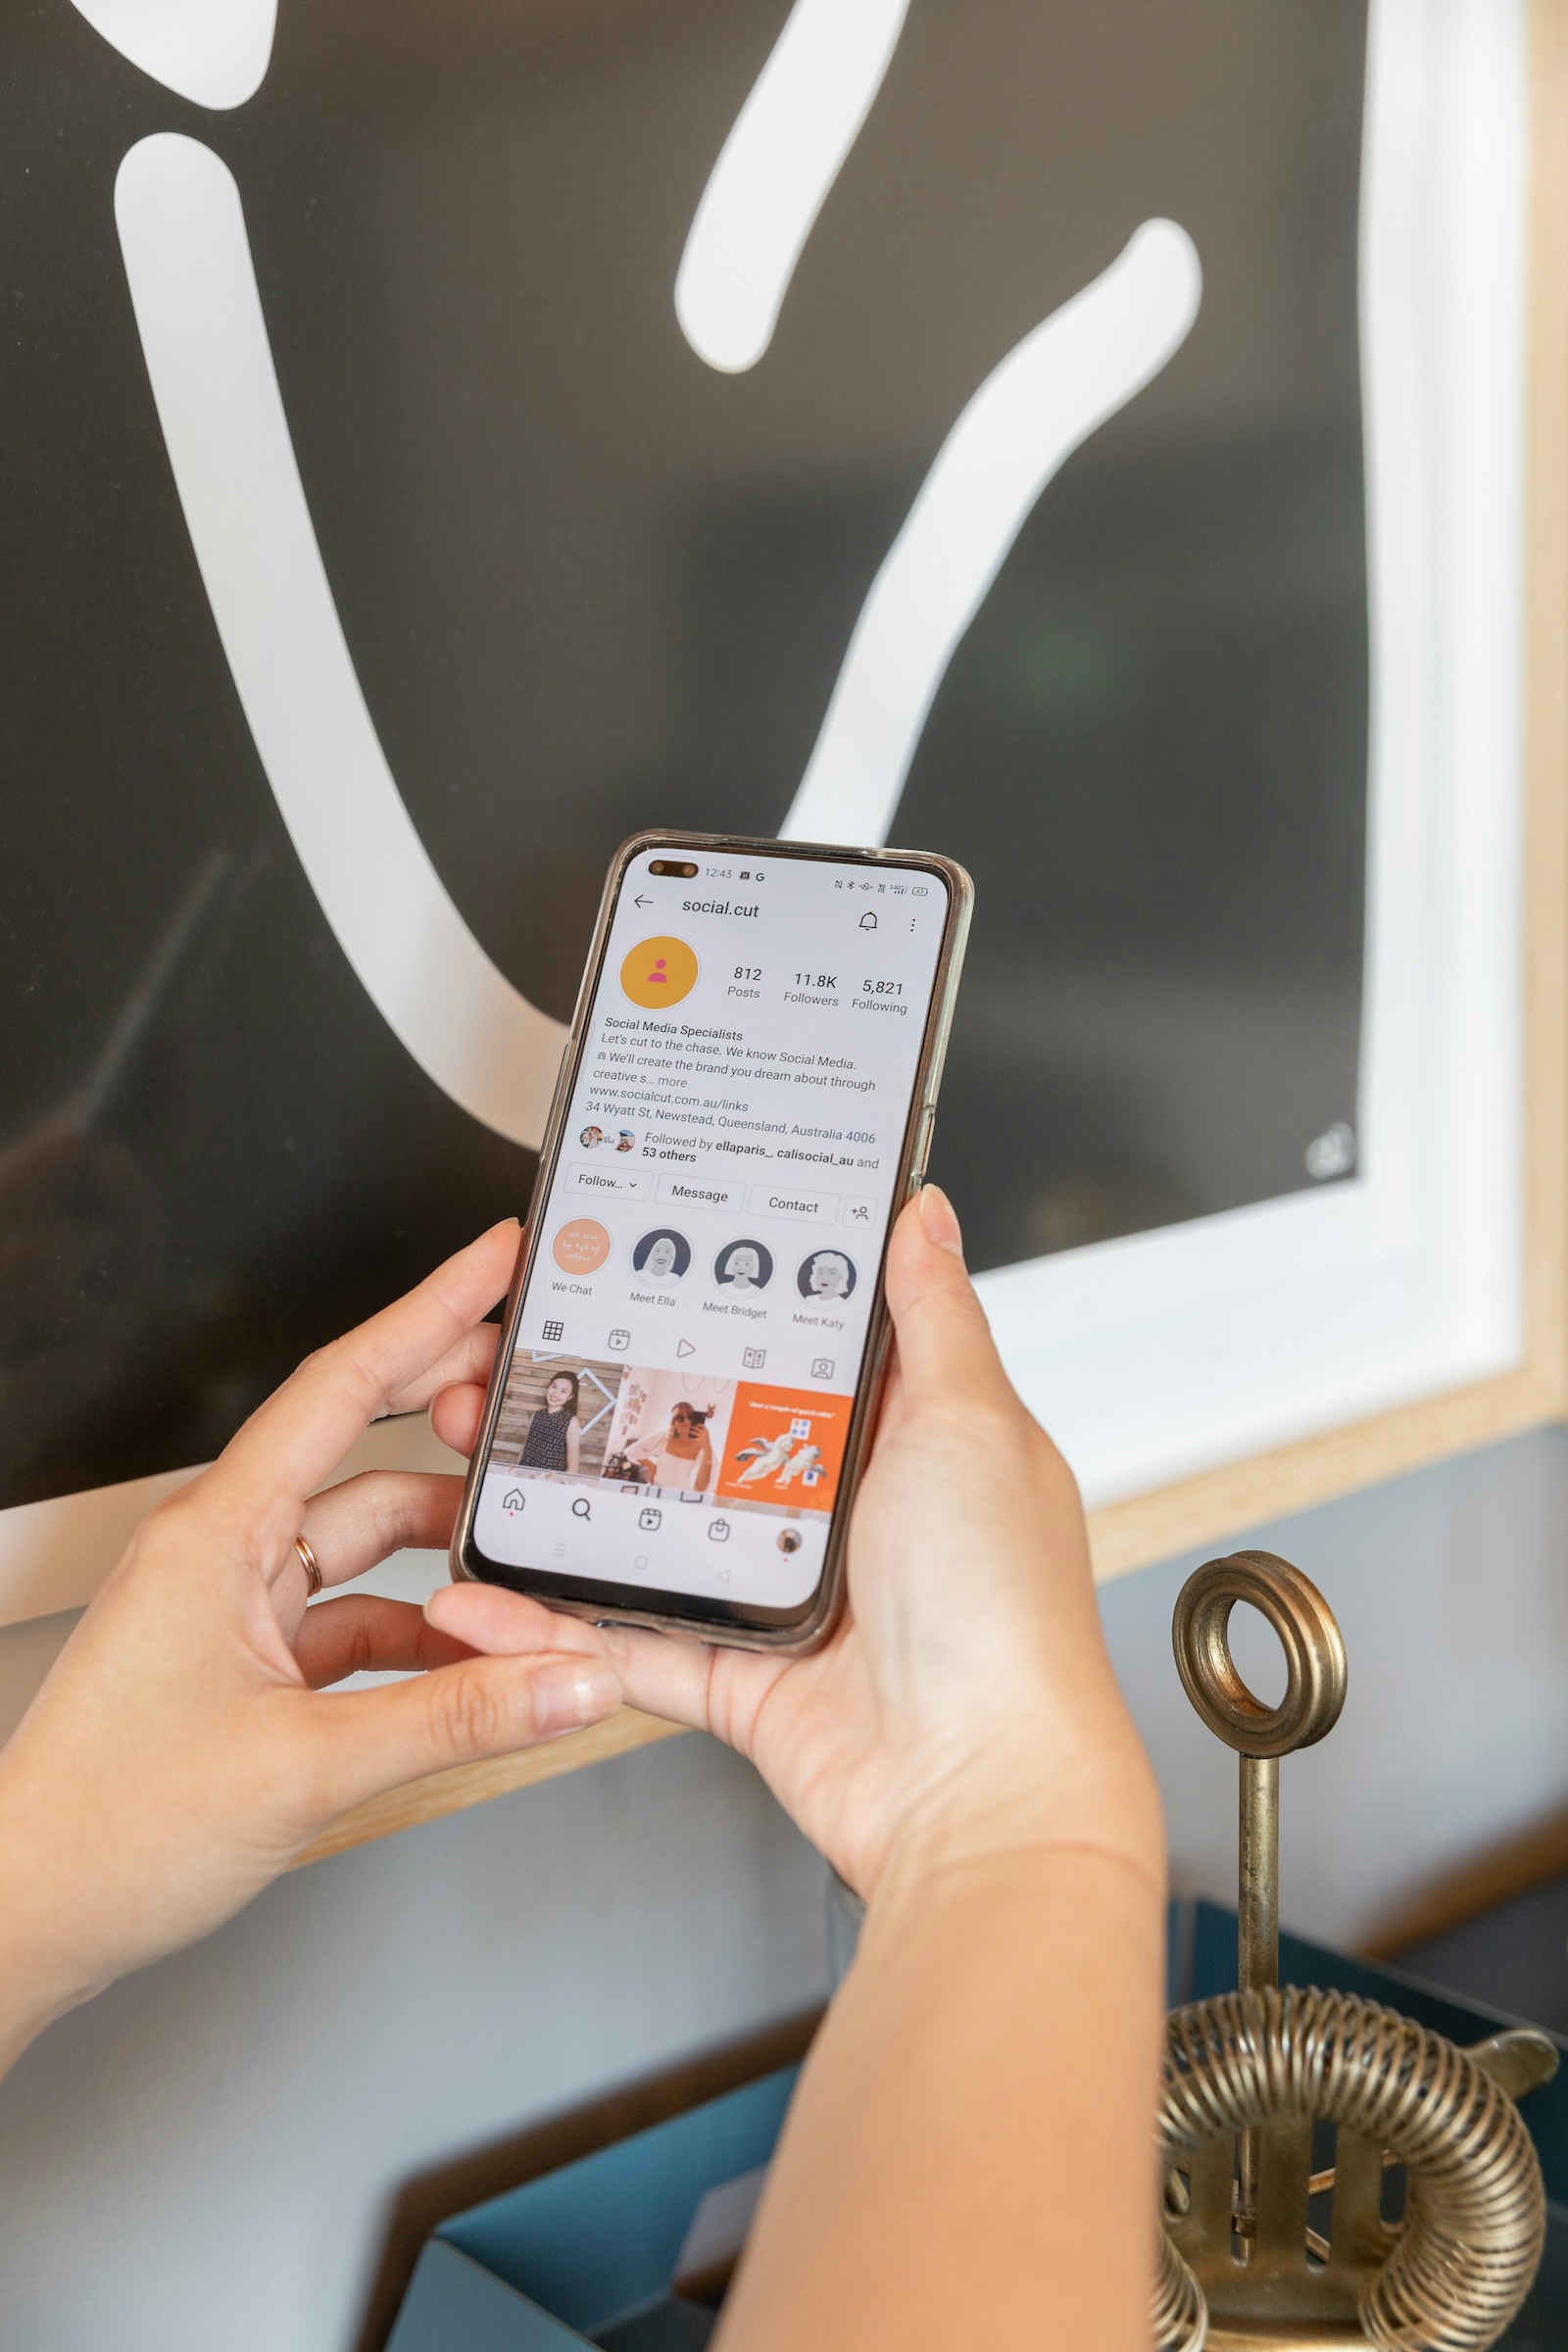 12:43
social.cut
812 11.8K 5,821
Posts Followers Following
Social Media Specialists
Let's cut to the chase. We know Social Media.
We'll create the brand you dream about through
creative s... more
www.socialcut.com.au/links
34 Wyatt St, Newstead, Queensland, Australia 4006
Followed by ellaparis_, calisocial_au and
53 others
Follow... Message Contact
We Chat Meet Ella Meet Bridget Meet Katy